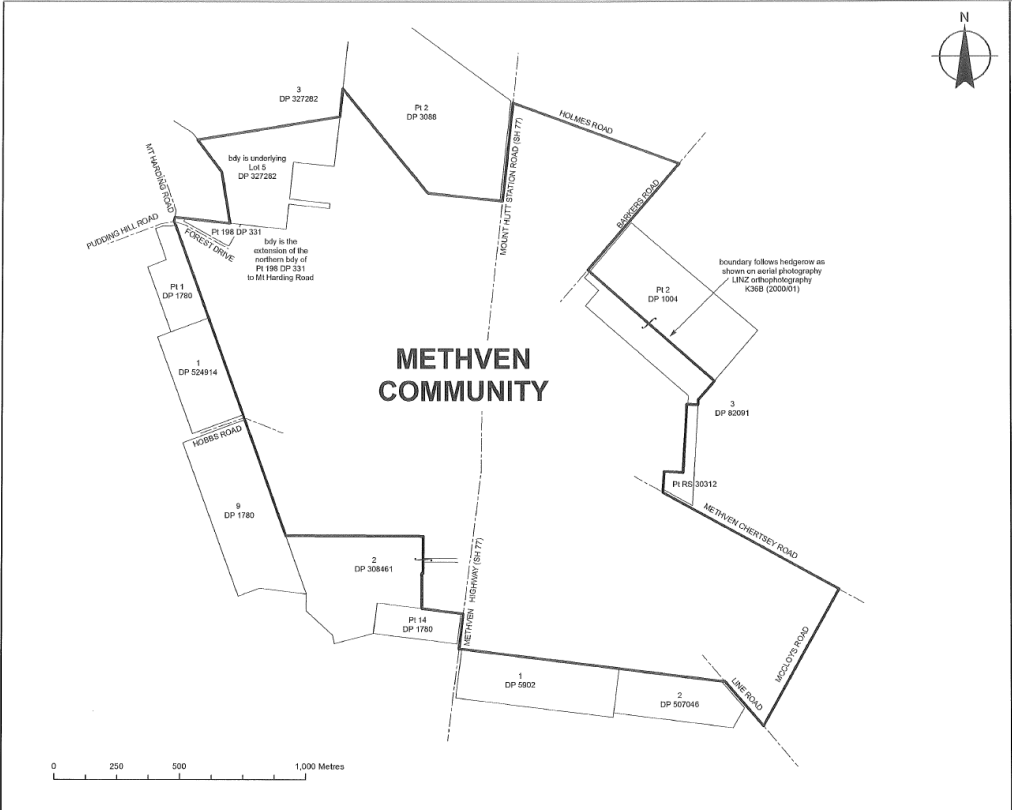 N
3
DP 327282
Pt 2
DP 3088
HOLMES ROAD
MT HARDING ROAD
bdy is underlying
Lot 5
DP 327282
MOUNT HUTT STATION ROAD (SH 77)
BARKERS ROAD
PUDDING HILL ROAD
FOREST DRIVE
Pt 198 DP 331
bdy is the
extension of the
northern bdy of
Pt 198 DP 331
to Mt Harding Road
boundary follows hedgerow as
shown on aerial photography
LINZ orthophotography
K36B (2000/01)
Pt 1
DP 1780
Pt 2
DP 1004
METHVEN
COMMUNITY
1
DP 524914
3
DP 82091
HOBBS ROAD
Pt RS 30312
9
DP 1780
METHVEN CHERTSEY ROAD
2
DP 308461
METHVEN HIGHWAY (SH 77)
Pt 14
DP 1780
MCCLOYS ROAD
1
DP 5902
2
DP 507046
LINE ROAD
0 250 500 1,000 Metres